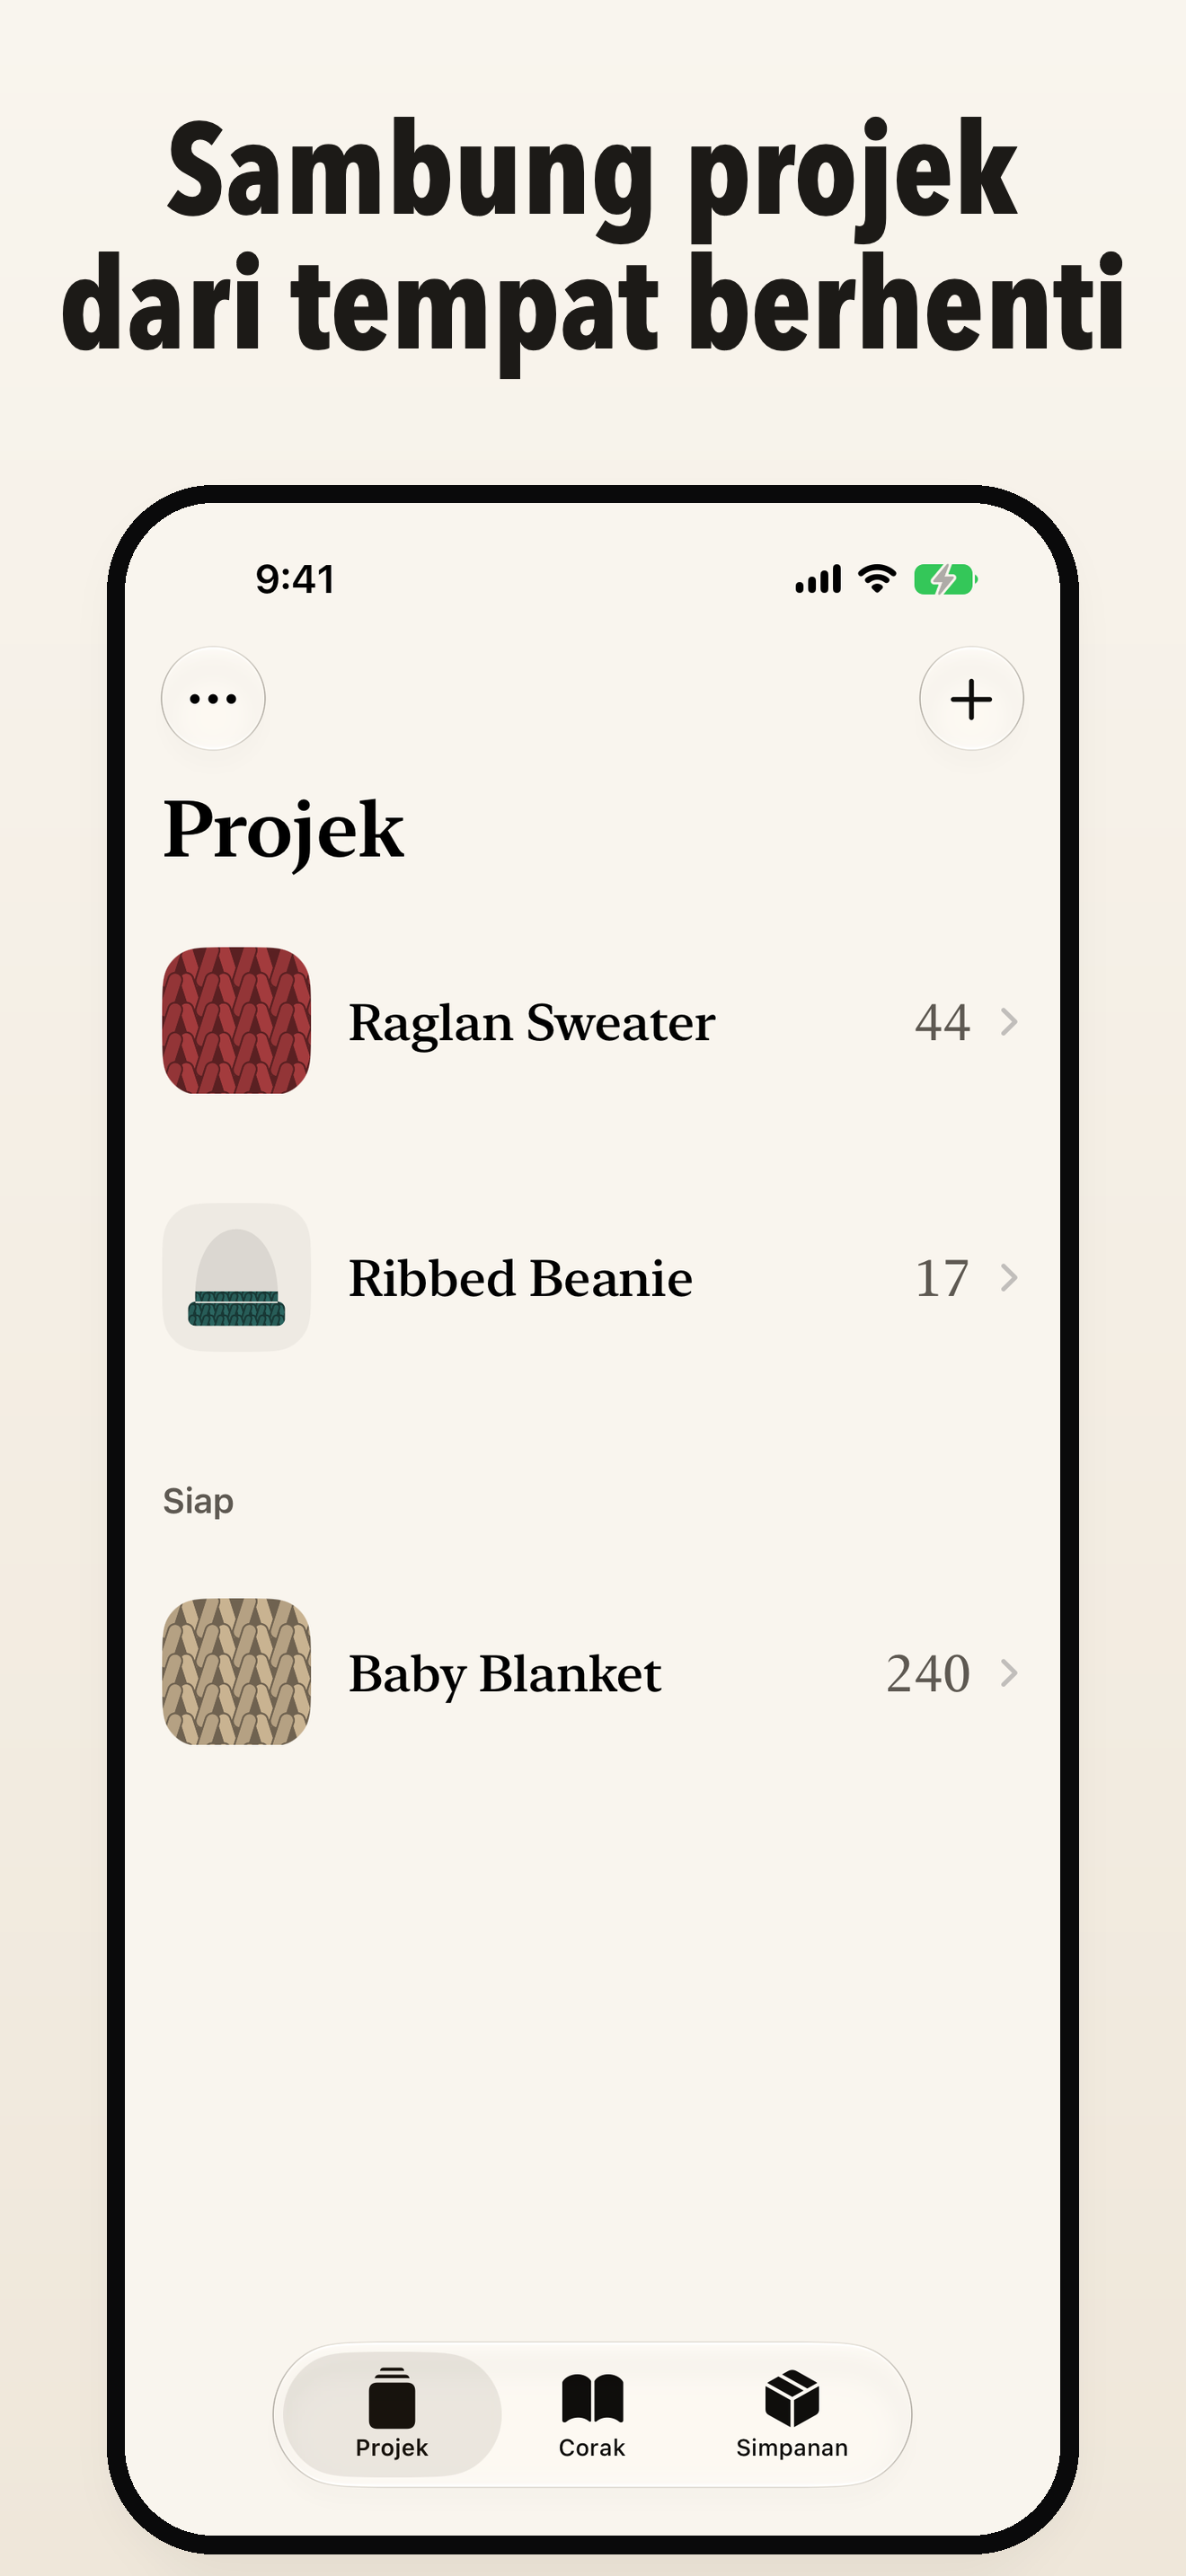 Sambung projek
dari tempat berhenti
9:41
Projek
Raglan Sweater 44
Ribbed Beanie 17
Siap
Baby Blanket 240
Projek Corak Simpanan